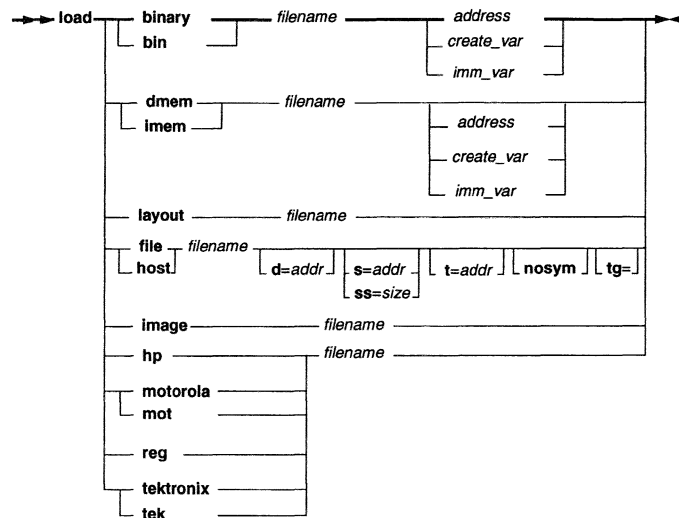 load binary filename address
bin create_var
imm_var
dmem filename
imem address
create_var
imm_var
layout filename
file filename
host d=addr s=addr t=addr nosym tg=
ss=size
image filename
hp filename
motorola
mot
reg
tektronix
tek